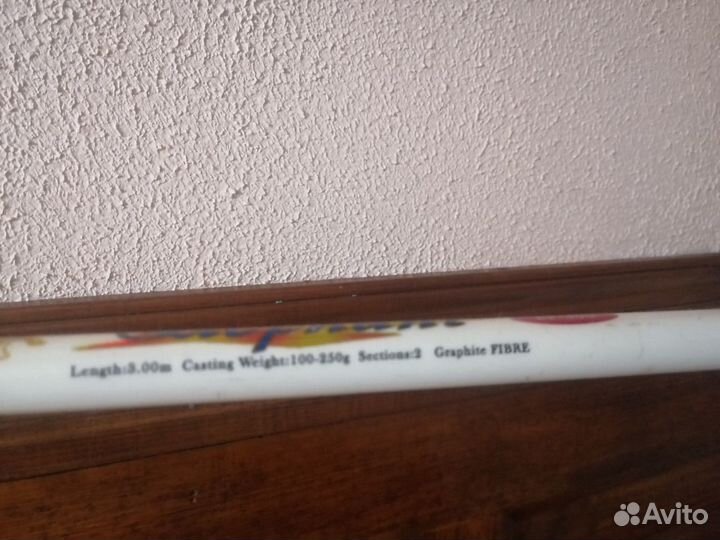 Length:3.00m Casting Weight:100-250g Sections:2 Graphite FIBRE
Avito